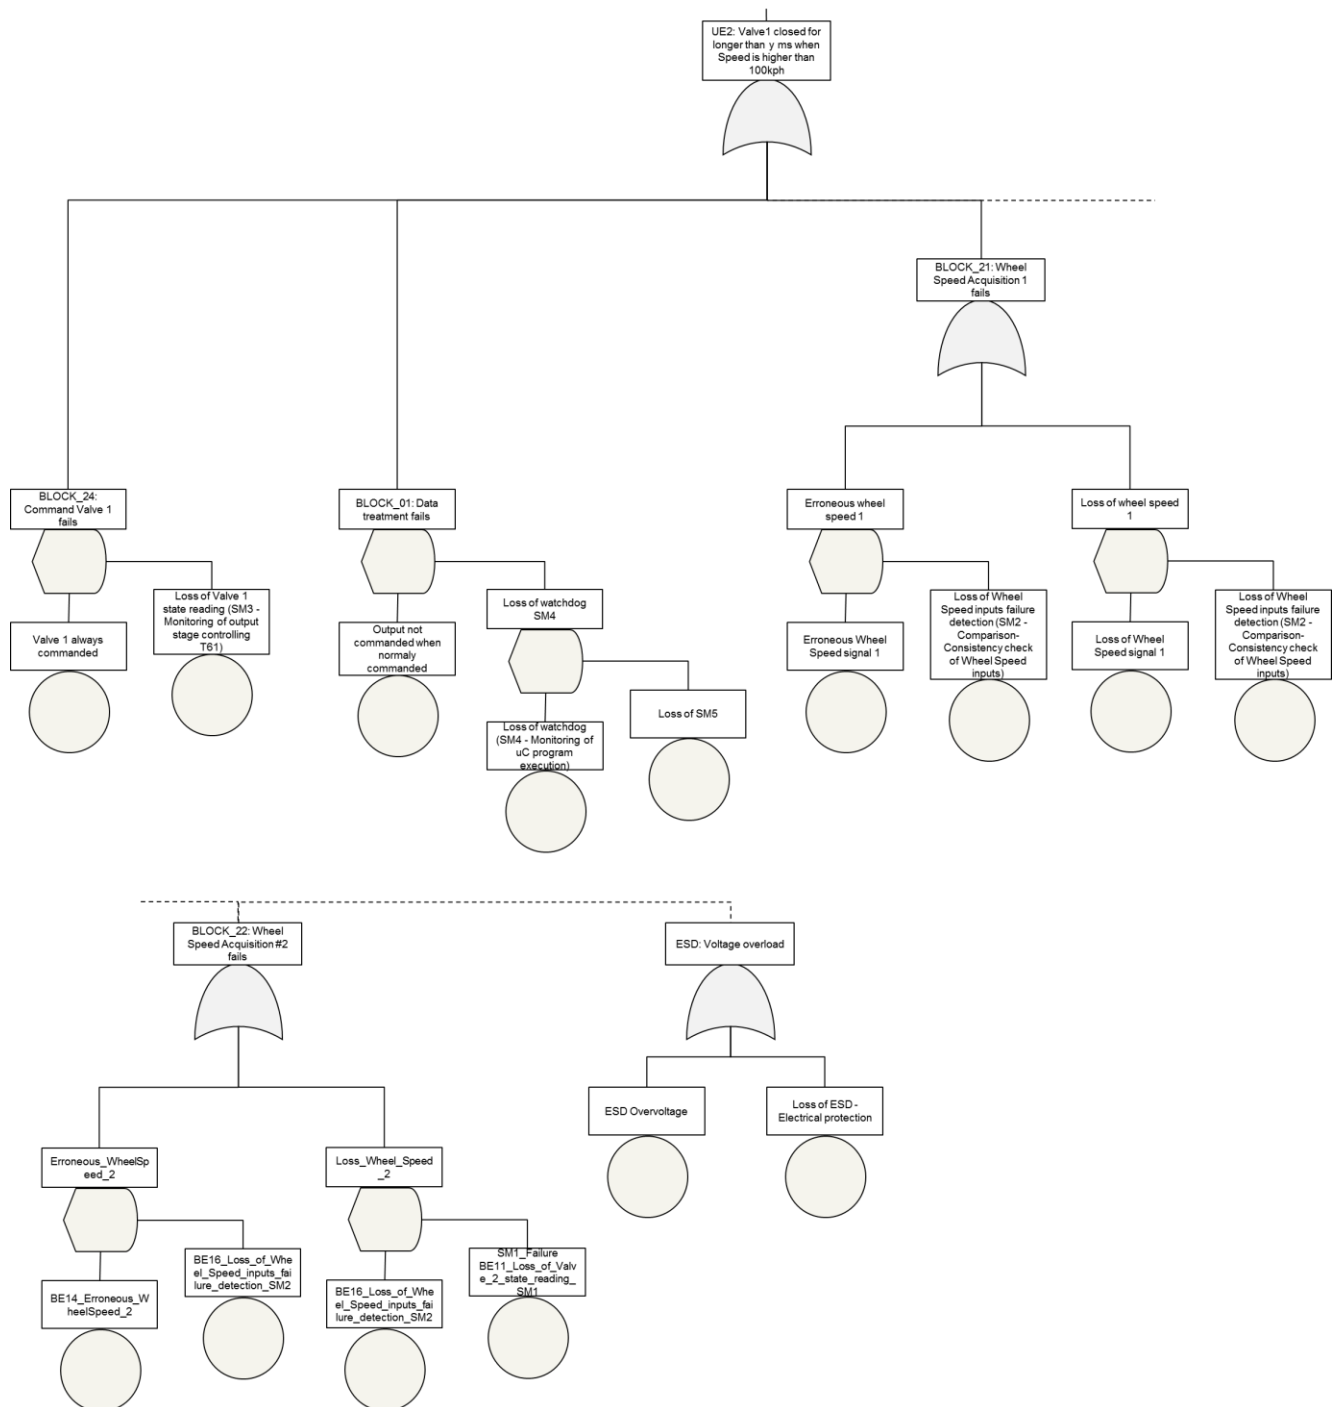 UE2: Valve1 closed for
longer than y ms when
Speed is higher than
100kph
BLOCK_21: Wheel
Speed Acquisition 1
fails
BLOCK_24:
Command Valve 1
fails
BLOCK_01: Data
treatment fails
Erroneous wheel
speed 1
Loss of wheel speed
1
Loss of Valve 1
state reading (SM3 -
Monitoring of output
stage controlling
T61)
Valve 1 always
commanded
Loss of watchdog
SM4
Output not
commanded when
normaly
commanded
Loss of watchdog
(SM4 - Monitoring of
uC program
execution)
Loss of SM5
Erroneous Wheel
Speed signal 1
Loss of Wheel
Speed inputs failure
detection (SM2 -
Comparison-
Consistency check
of Wheel Speed
inputs)
Loss of Wheel
Speed signal 1
Loss of Wheel
Speed inputs failure
detection (SM2 -
Comparison-
Consistency check
of Wheel Speed
inputs)
BLOCK_22: Wheel
Speed Acquisition #2
fails
ESD: Voltage overload
ESD Overvoltage
Loss of ESD -
Electrical protection
Erroneous_WheelSp
eed_2
Loss_Wheel_Speed
_2
BE14_Erroneous_W
heelSpeed_2
BE16_Loss_of_Whe
el_Speed_inputs_fai
lure_detection_SM2
BE16_Loss_of_Whe
el_Speed_inputs_fai
lure_detection_SM2
SM1_Failure
BE11_Loss_of_Valv
e_2_state_reading_
SM1